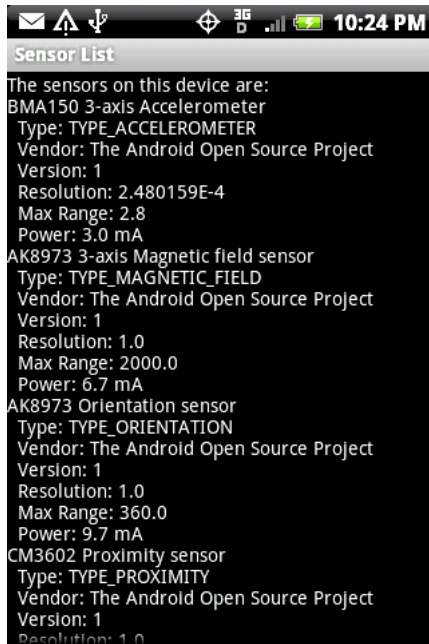 3G
D
10:24 PM
Sensor List
The sensors on this device are:
BMA150 3-axis Accelerometer
Type: TYPE_ACCELEROMETER
Vendor: The Android Open Source Project
Version: 1
Resolution: 2.480159E-4
Max Range: 2.8
Power: 3.0 mA
AK8973 3-axis Magnetic field sensor
Type: TYPE_MAGNETIC_FIELD
Vendor: The Android Open Source Project
Version: 1
Resolution: 1.0
Max Range: 2000.0
Power: 6.7 mA
AK8973 Orientation sensor
Type: TYPE_ORIENTATION
Vendor: The Android Open Source Project
Version: 1
Resolution: 1.0
Max Range: 360.0
Power: 9.7 mA
CM3602 Proximity sensor
Type: TYPE_PROXIMITY
Vendor: The Android Open Source Project
Version: 1
Resolution: 1.0